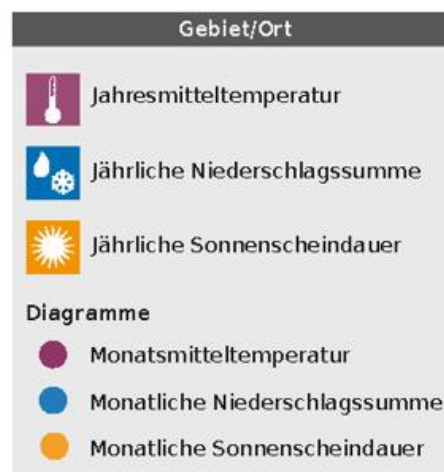 Gebiet/Ort
Jahresmitteltemperatur
Jährliche Niederschlagssumme
Jährliche Sonnenscheindauer
Diagramme
Monatsmitteltemperatur
Monatliche Niederschlagssumme
Monatliche Sonnenscheindauer